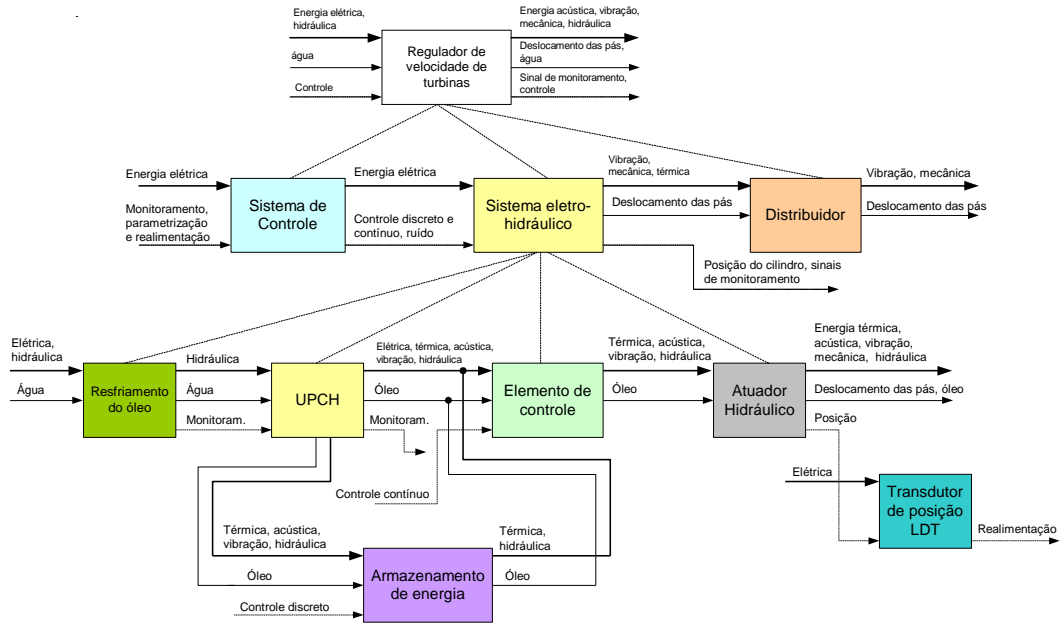 Energia elétrica,
hidráulica
água
Controle
Regulador de
velocidade de
turbinas
Energia acústica, vibração,
mecânica, hidráulica
Deslocamento das pás,
água
Sinal de monitoramento,
controle
Energia elétrica
Monitoramento,
parametrização
e realimentação
Sistema de
Controle
Energia elétrica
Controle discreto e
contínuo, ruído
Sistema eletro-
hidráulico
Vibração,
mecânica, térmica
Deslocamento das pás
Posição do cilindro, sinais
de monitoramento
Distribuidor
Vibração, mecânica
Deslocamento das pás
Elétrica,
hidráulica
Água
Resfriamento
do óleo
Hidráulica
Água
Monitoram.
UPCH
Elétrica, térmica, acústica,
vibração, hidráulica
Óleo
Monitoram.
Controle contínuo
Elemento de
controle
Térmica, acústica,
vibração, hidráulica
Óleo
Atuador
Hidráulico
Energia térmica,
acústica, vibração,
mecânica, hidráulica
Deslocamento das pás, óleo
Posição
Elétrica
Transdutor
de posição
LDT
Realimentação
Térmica, acústica,
vibração, hidráulica
Óleo
Controle discreto
Armazenamento
de energia
Térmica,
hidráulica
Óleo